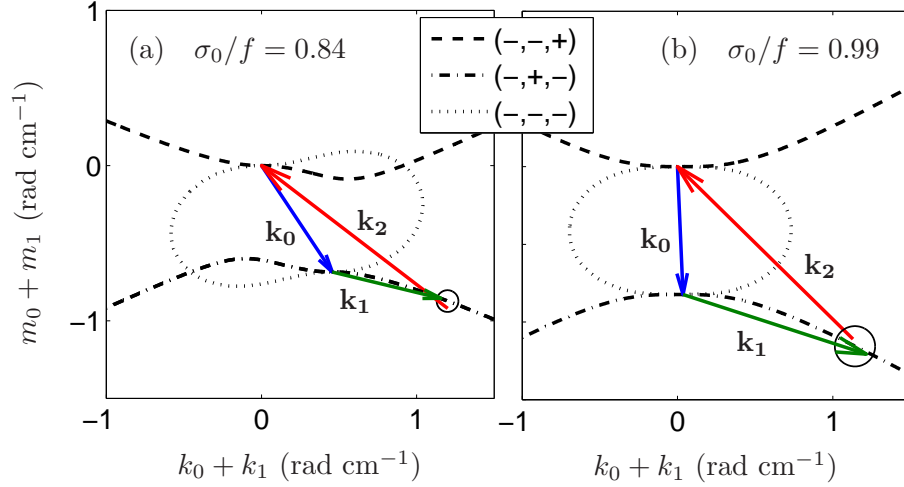 (a) σ₀/f = 0.84
(b) σ₀/f = 0.99
(−,−,+)
(−,+,−)
(−,−,−)
m₀ + m₁ (rad cm⁻¹)
1
0
−1
k₀
k₁
k₂
k₀
k₁
k₂
−1
0
1
−1
0
1
k₀ + k₁ (rad cm⁻¹)
k₀ + k₁ (rad cm⁻¹)